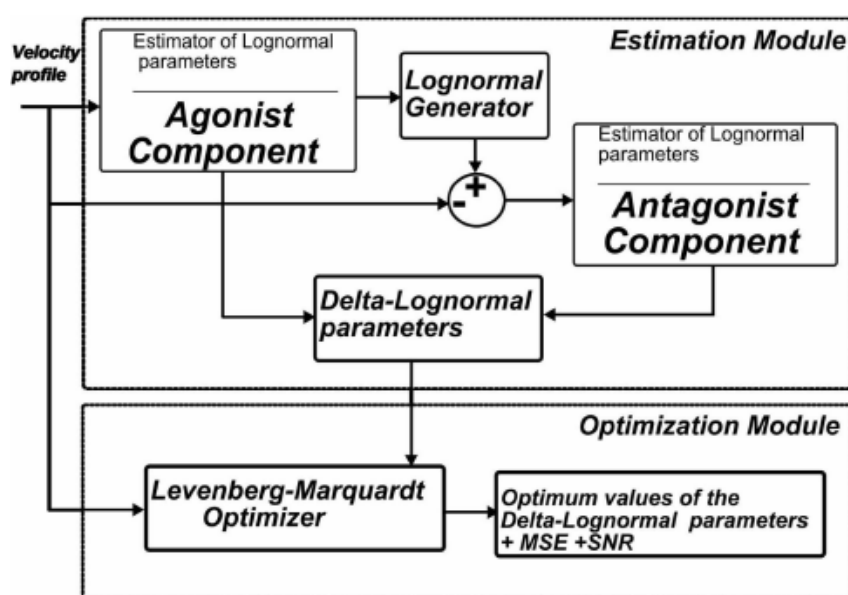 Velocity
profile
Estimation Module
Estimator of Lognormal
parameters
Agonist
Component
Lognormal
Generator
+
-
Estimator of Lognormal
parameters
Antagonist
Component
Delta-Lognormal
parameters
Optimization Module
Levenberg-Marquardt
Optimizer
Optimum values of the
Delta-Lognormal parameters
+ MSE +SNR